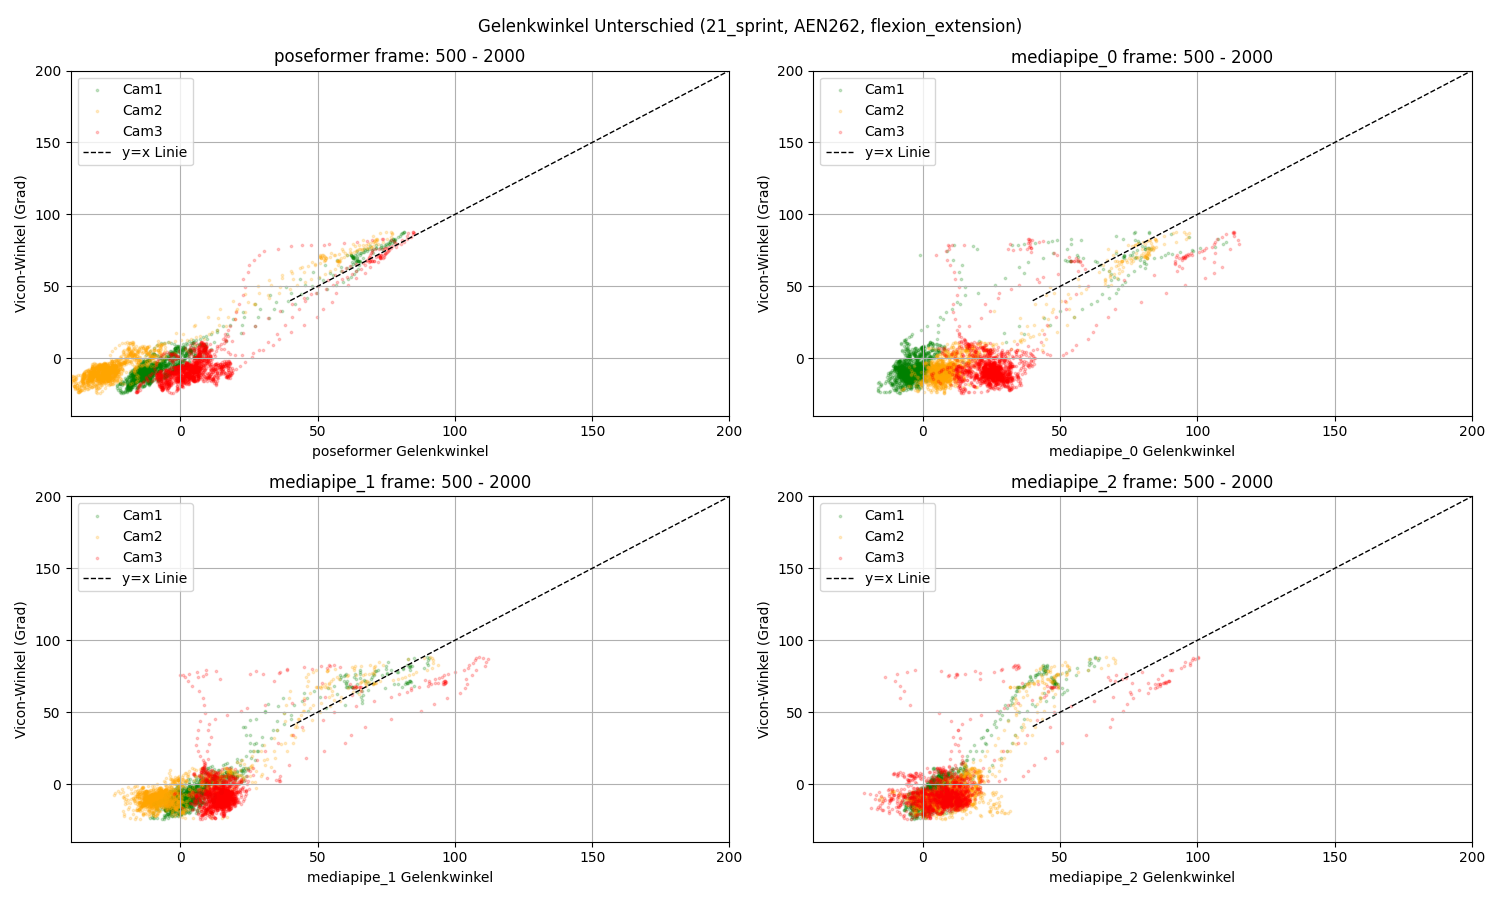 Gelenkwinkel Unterschied (21_sprint, AEN262, flexion_extension)
poseformer frame: 500 - 2000
200
150
100
50
0
Vicon-Winkel (Grad)
Cam1
Cam2
Cam3
y=x Linie
0 50 100 150 200
poseformer Gelenkwinkel
mediapipe_0 frame: 500 - 2000
200
150
100
50
0
Vicon-Winkel (Grad)
Cam1
Cam2
Cam3
y=x Linie
0 50 100 150 200
mediapipe_0 Gelenkwinkel
mediapipe_1 frame: 500 - 2000
200
150
100
50
0
Vicon-Winkel (Grad)
Cam1
Cam2
Cam3
y=x Linie
0 50 100 150 200
mediapipe_1 Gelenkwinkel
mediapipe_2 frame: 500 - 2000
200
150
100
50
0
Vicon-Winkel (Grad)
Cam1
Cam2
Cam3
y=x Linie
0 50 100 150 200
mediapipe_2 Gelenkwinkel